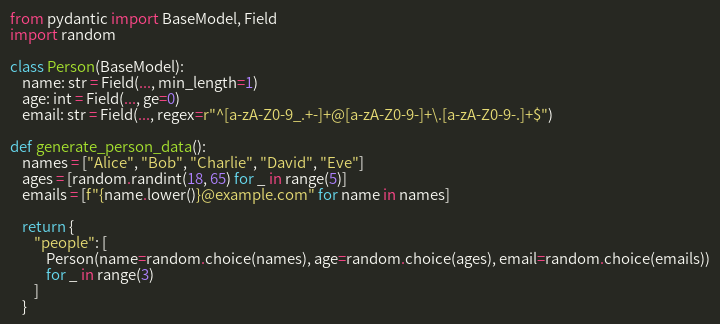 from pydantic import BaseModel, Field
import random

class Person(BaseModel):
    name: str = Field(..., min_length=1)
    age: int = Field(..., ge=0)
    email: str = Field(..., regex=r"^[a-zA-Z0-9_.+-]+@[a-zA-Z0-9-]+\.[a-zA-Z0-9-.]+$")

def generate_person_data():
    names = ["Alice", "Bob", "Charlie", "David", "Eve"]
    ages = [random.randint(18, 65) for _ in range(5)]
    emails = [f"{name.lower()}@example.com" for name in names]

    return {
        "people": [
            Person(name=random.choice(names), age=random.choice(ages), email=random.choice(emails))
            for _ in range(3)
        ]
    }